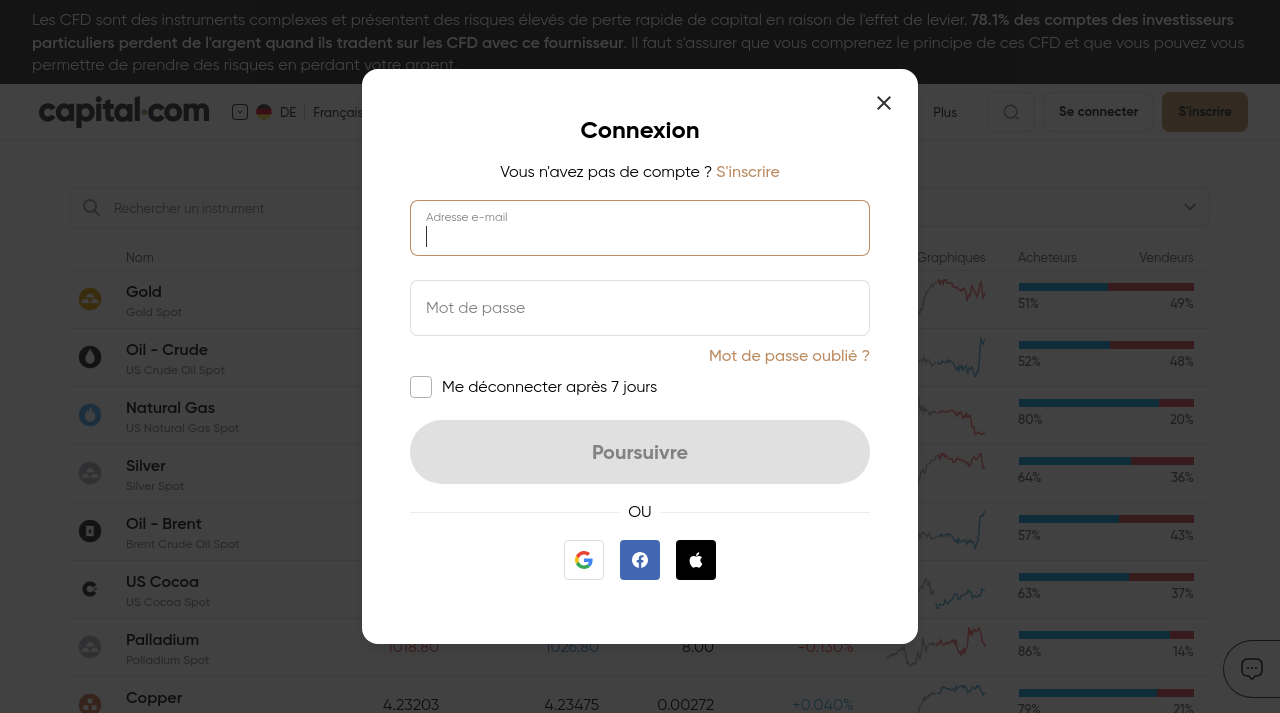 Les CFD sont des instruments complexes et présentent des risques élevés de perte rapide de capital en raison de l'effet de levier. 78.1% des comptes des investisseurs
particuliers perdent de l'argent quand ils tradent sur les CFD avec ce fournisseur. Il faut s'assurer que vous comprenez le principe de ces CFD et que vous pouvez vous
permettre de prendre des risques en perdant votre argent.
capital.com DE Français Plus Se connecter S'inscrire
Connexion
Vous n'avez pas de compte ? S'inscrire
Adresse e-mail
Mot de passe
Mot de passe oublié ?
Me déconnecter après 7 jours
Poursuivre
OU
Rechercher un instrument
Nom Graphiques Acheteurs Vendeurs
Gold
Gold Spot 51% 49%
Oil - Crude
US Crude Oil Spot 52% 48%
Natural Gas
US Natural Gas Spot 80% 20%
Silver
Silver Spot 64% 36%
Oil - Brent
Brent Crude Oil Spot 57% 43%
US Cocoa
US Cocoa Spot 63% 37%
Palladium 1018.80 1026.80 8.00 -0.130%
Palladium Spot 86% 14%
Copper 4.23203 4.23475 0.00272 +0.040% 79% 21%